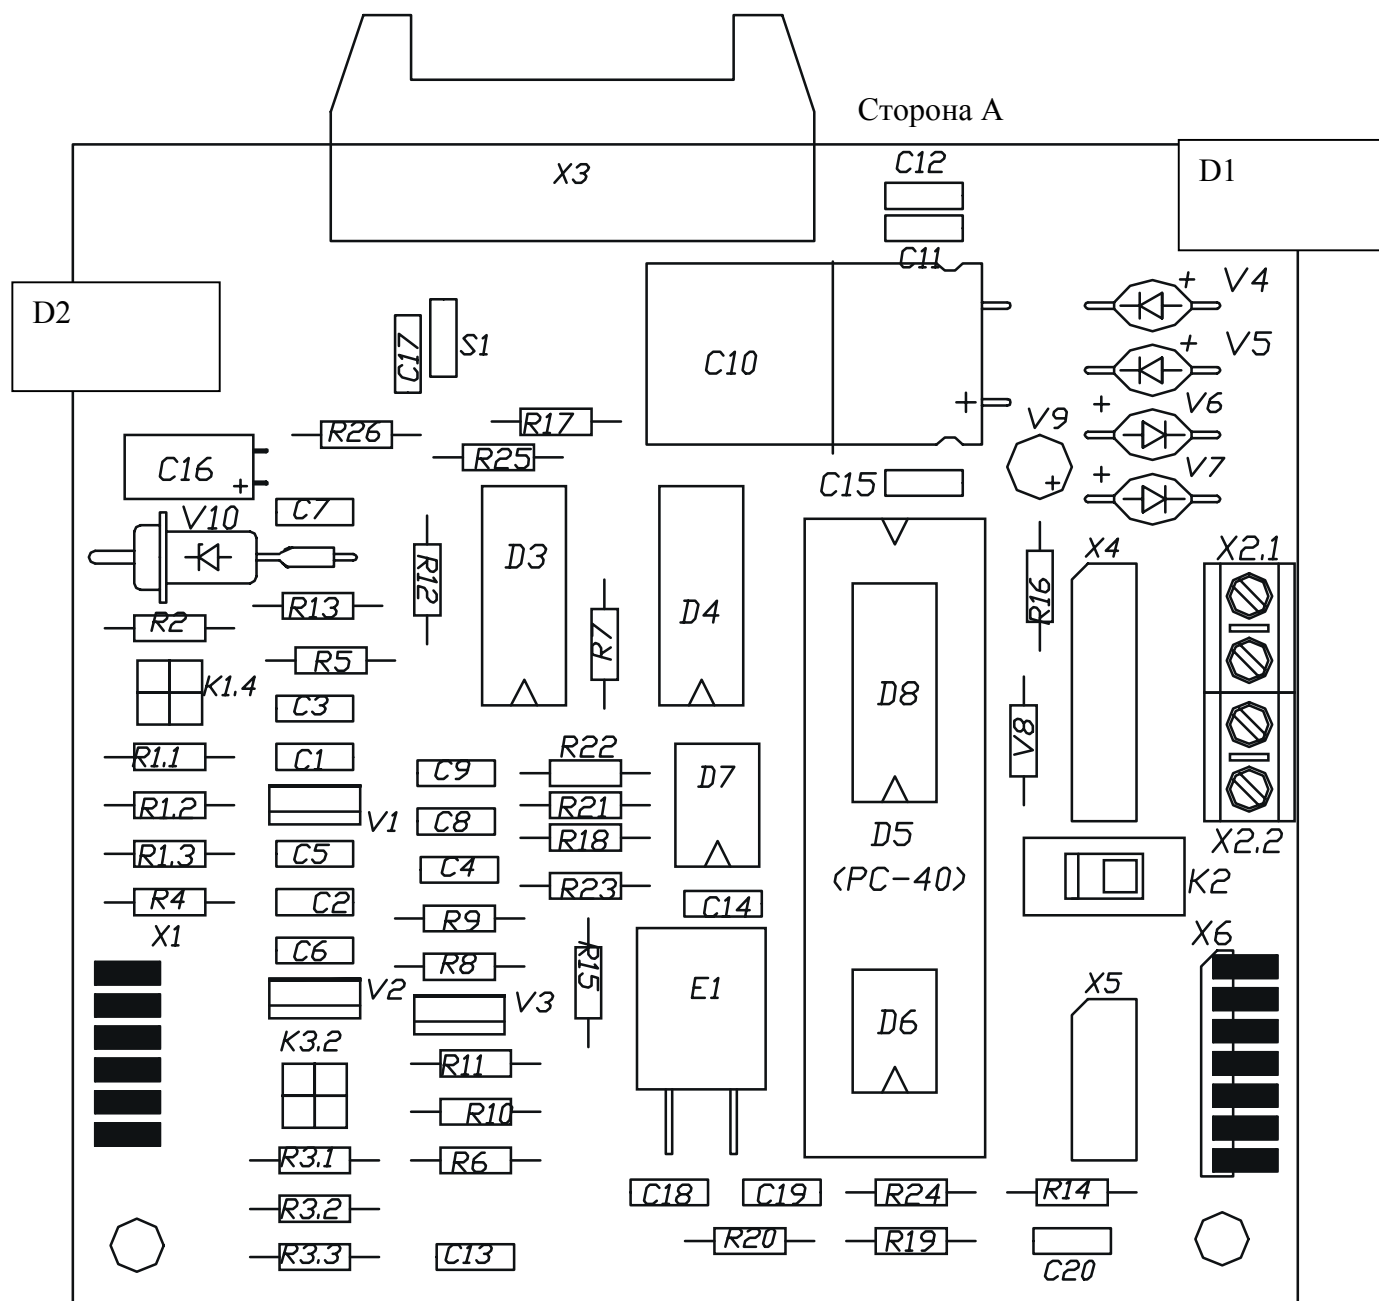 Сторона А
C12
D1
X3
C11
V4
D2
S1
C17
C10
V5
V6
V9
R17
R26
R25
V7
C16
C15
C7
V10
D3
R12
X4
X2.1
R16
R13
R2
D4
R7
R5
K1.4
D8
C3
V8
R1.1
C1
R22
C9
D7
R1.2
R21
V1
C8
R18
D5
X2.2
R1.3
C5
C4
(PC-40)
K2
R23
R4
C2
C14
R9
X1
X6
C6
R8
R15
V2
V3
E1
X5
D6
K3.2
R11
R10
R3.1
R6
C18
C19
R24
R14
R3.2
R20
R19
R3.3
C13
C20